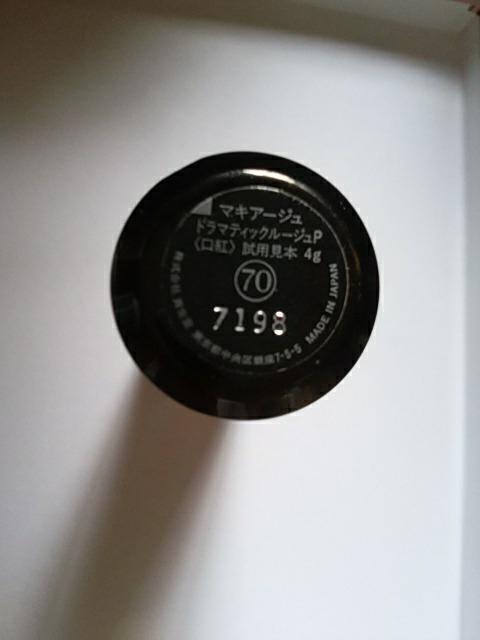 マキアージュ
ドラマティックルージュP
〈口紅〉試用見本 4g
70
7198
株式会社 資生堂 東京都中央区銀座7-5-5 MADE IN JAPAN